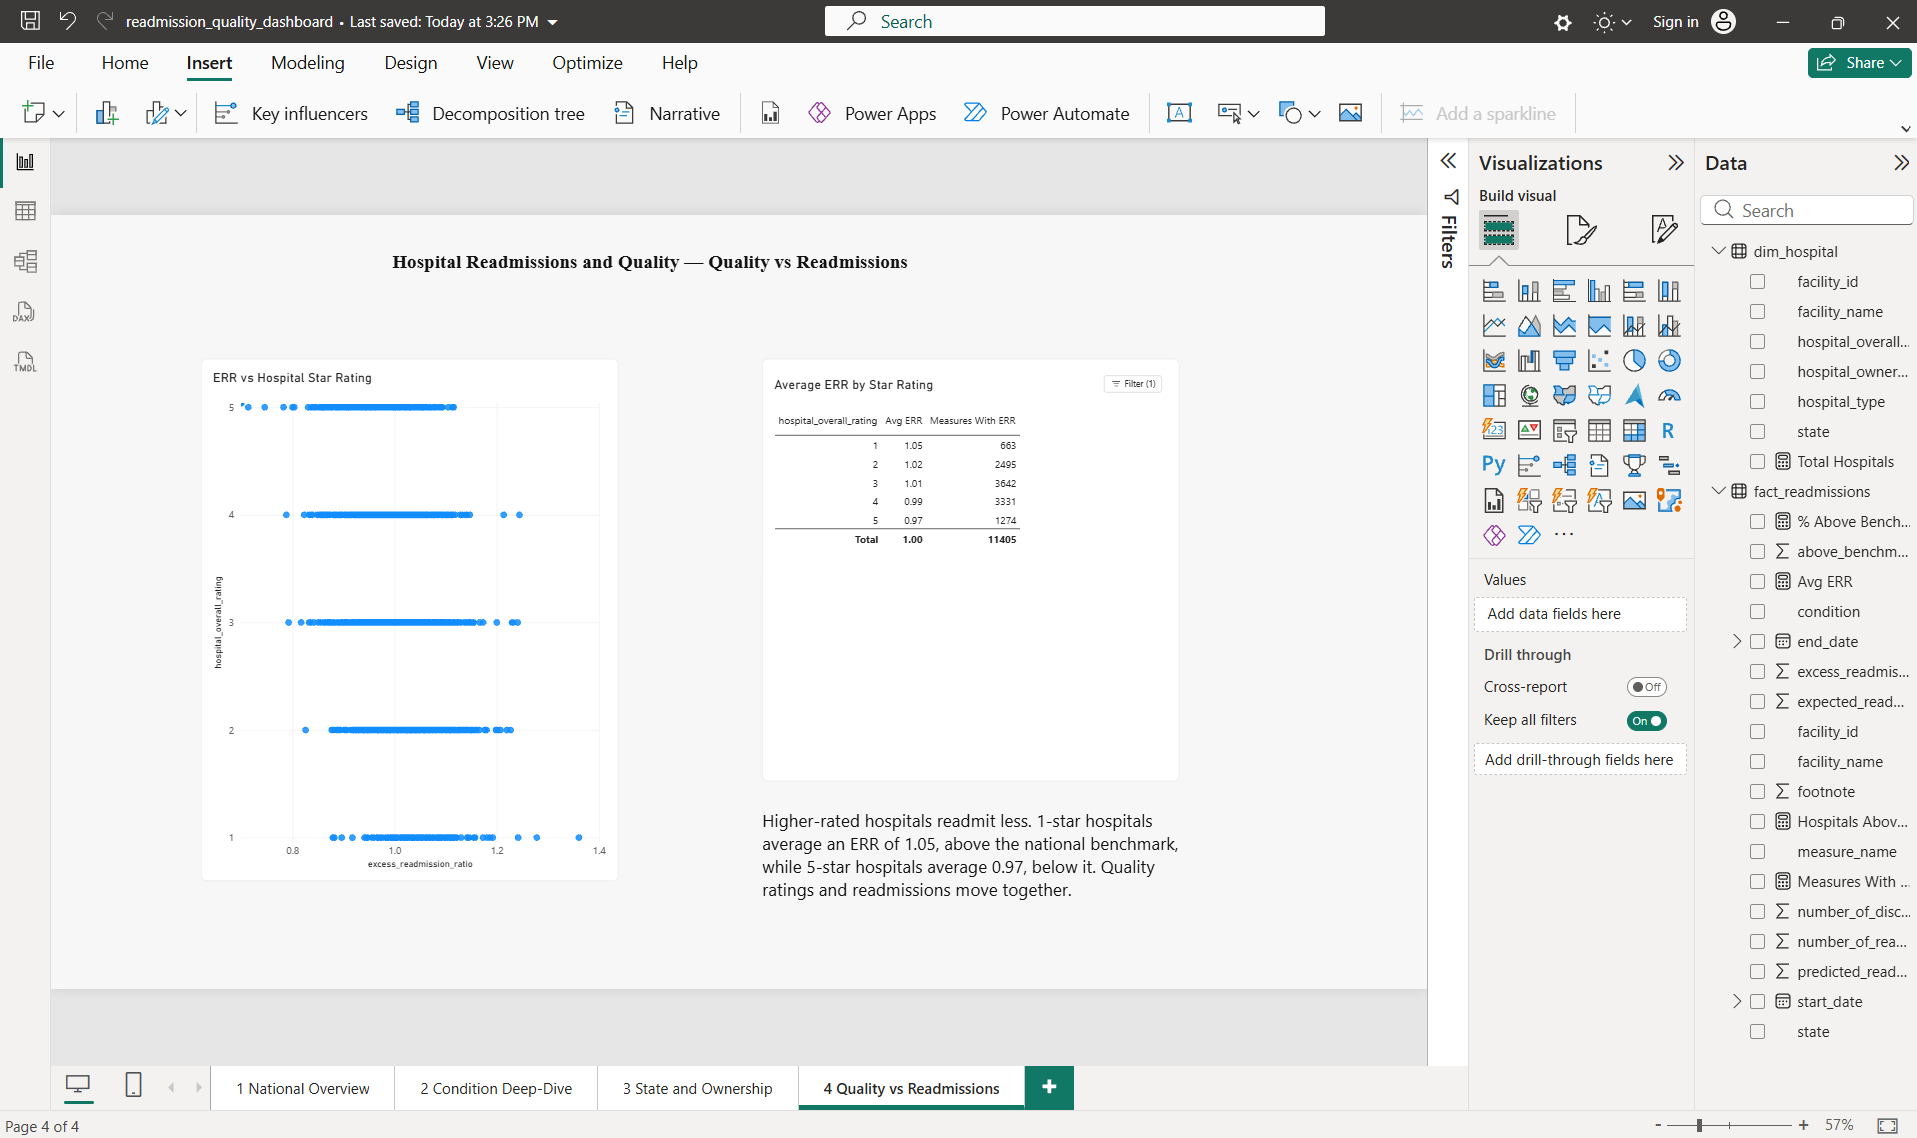 readmission_quality_dashboard • Last saved: Today at 3:26 PM
Search
Sign in
File Home Insert Modeling Design View Optimize Help
Share
Key influencers Decomposition tree Narrative Power Apps Power Automate Add a sparkline
DAX
TMDL
Hospital Readmissions and Quality — Quality vs Readmissions
ERR vs Hospital Star Rating
hospital_overall_rating
5
4
3
2
1
0.8 1.0 1.2 1.4
excess_readmission_ratio
Average ERR by Star Rating
Filter (1)
hospital_overall_rating Avg ERR Measures With ERR
1 1.05 663
2 1.02 2495
3 1.01 3642
4 0.99 3331
5 0.97 1274
Total 1.00 11405
Higher-rated hospitals readmit less. 1-star hospitals
average an ERR of 1.05, above the national benchmark,
while 5-star hospitals average 0.97, below it. Quality
ratings and readmissions move together.
Filters
Visualizations
Build visual
123
R
Py
Values
Add data fields here
Drill through
Cross-report Off
Keep all filters On
Add drill-through fields here
Data
Search
dim_hospital
facility_id
facility_name
hospital_overall...
hospital_owner...
hospital_type
state
Total Hospitals
fact_readmissions
% Above Bench...
above_benchm...
Avg ERR
condition
end_date
excess_readmis...
expected_read...
facility_id
facility_name
footnote
Hospitals Abov...
measure_name
Measures With ...
number_of_disc...
number_of_rea...
predicted_read...
start_date
state
1 National Overview 2 Condition Deep-Dive 3 State and Ownership 4 Quality vs Readmissions
Page 4 of 4
57%